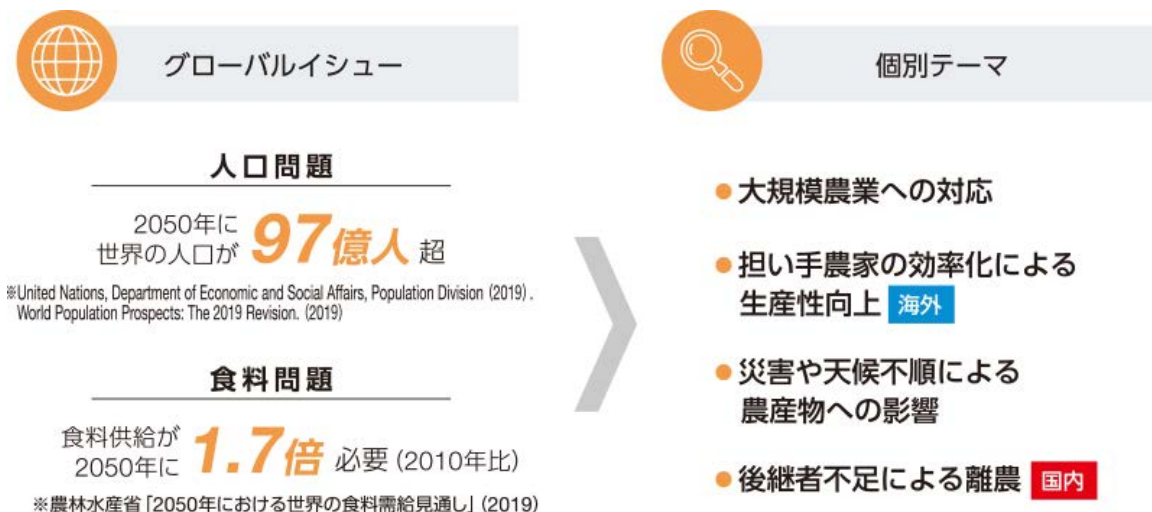 グローバルイシュー
人口問題
2050年に
世界の人口が 97億人 超
※United Nations, Department of Economic and Social Affairs, Population Division (2019).
World Population Prospects: The 2019 Revision. (2019)
食料問題
食料供給が
2050年に 1.7倍 必要 (2010年比)
※農林水産省「2050年における世界の食料需給見通し」(2019)
個別テーマ
●大規模農業への対応
●担い手農家の効率化による
生産性向上 海外
●災害や天候不順による
農産物への影響
●後継者不足による離農 国内